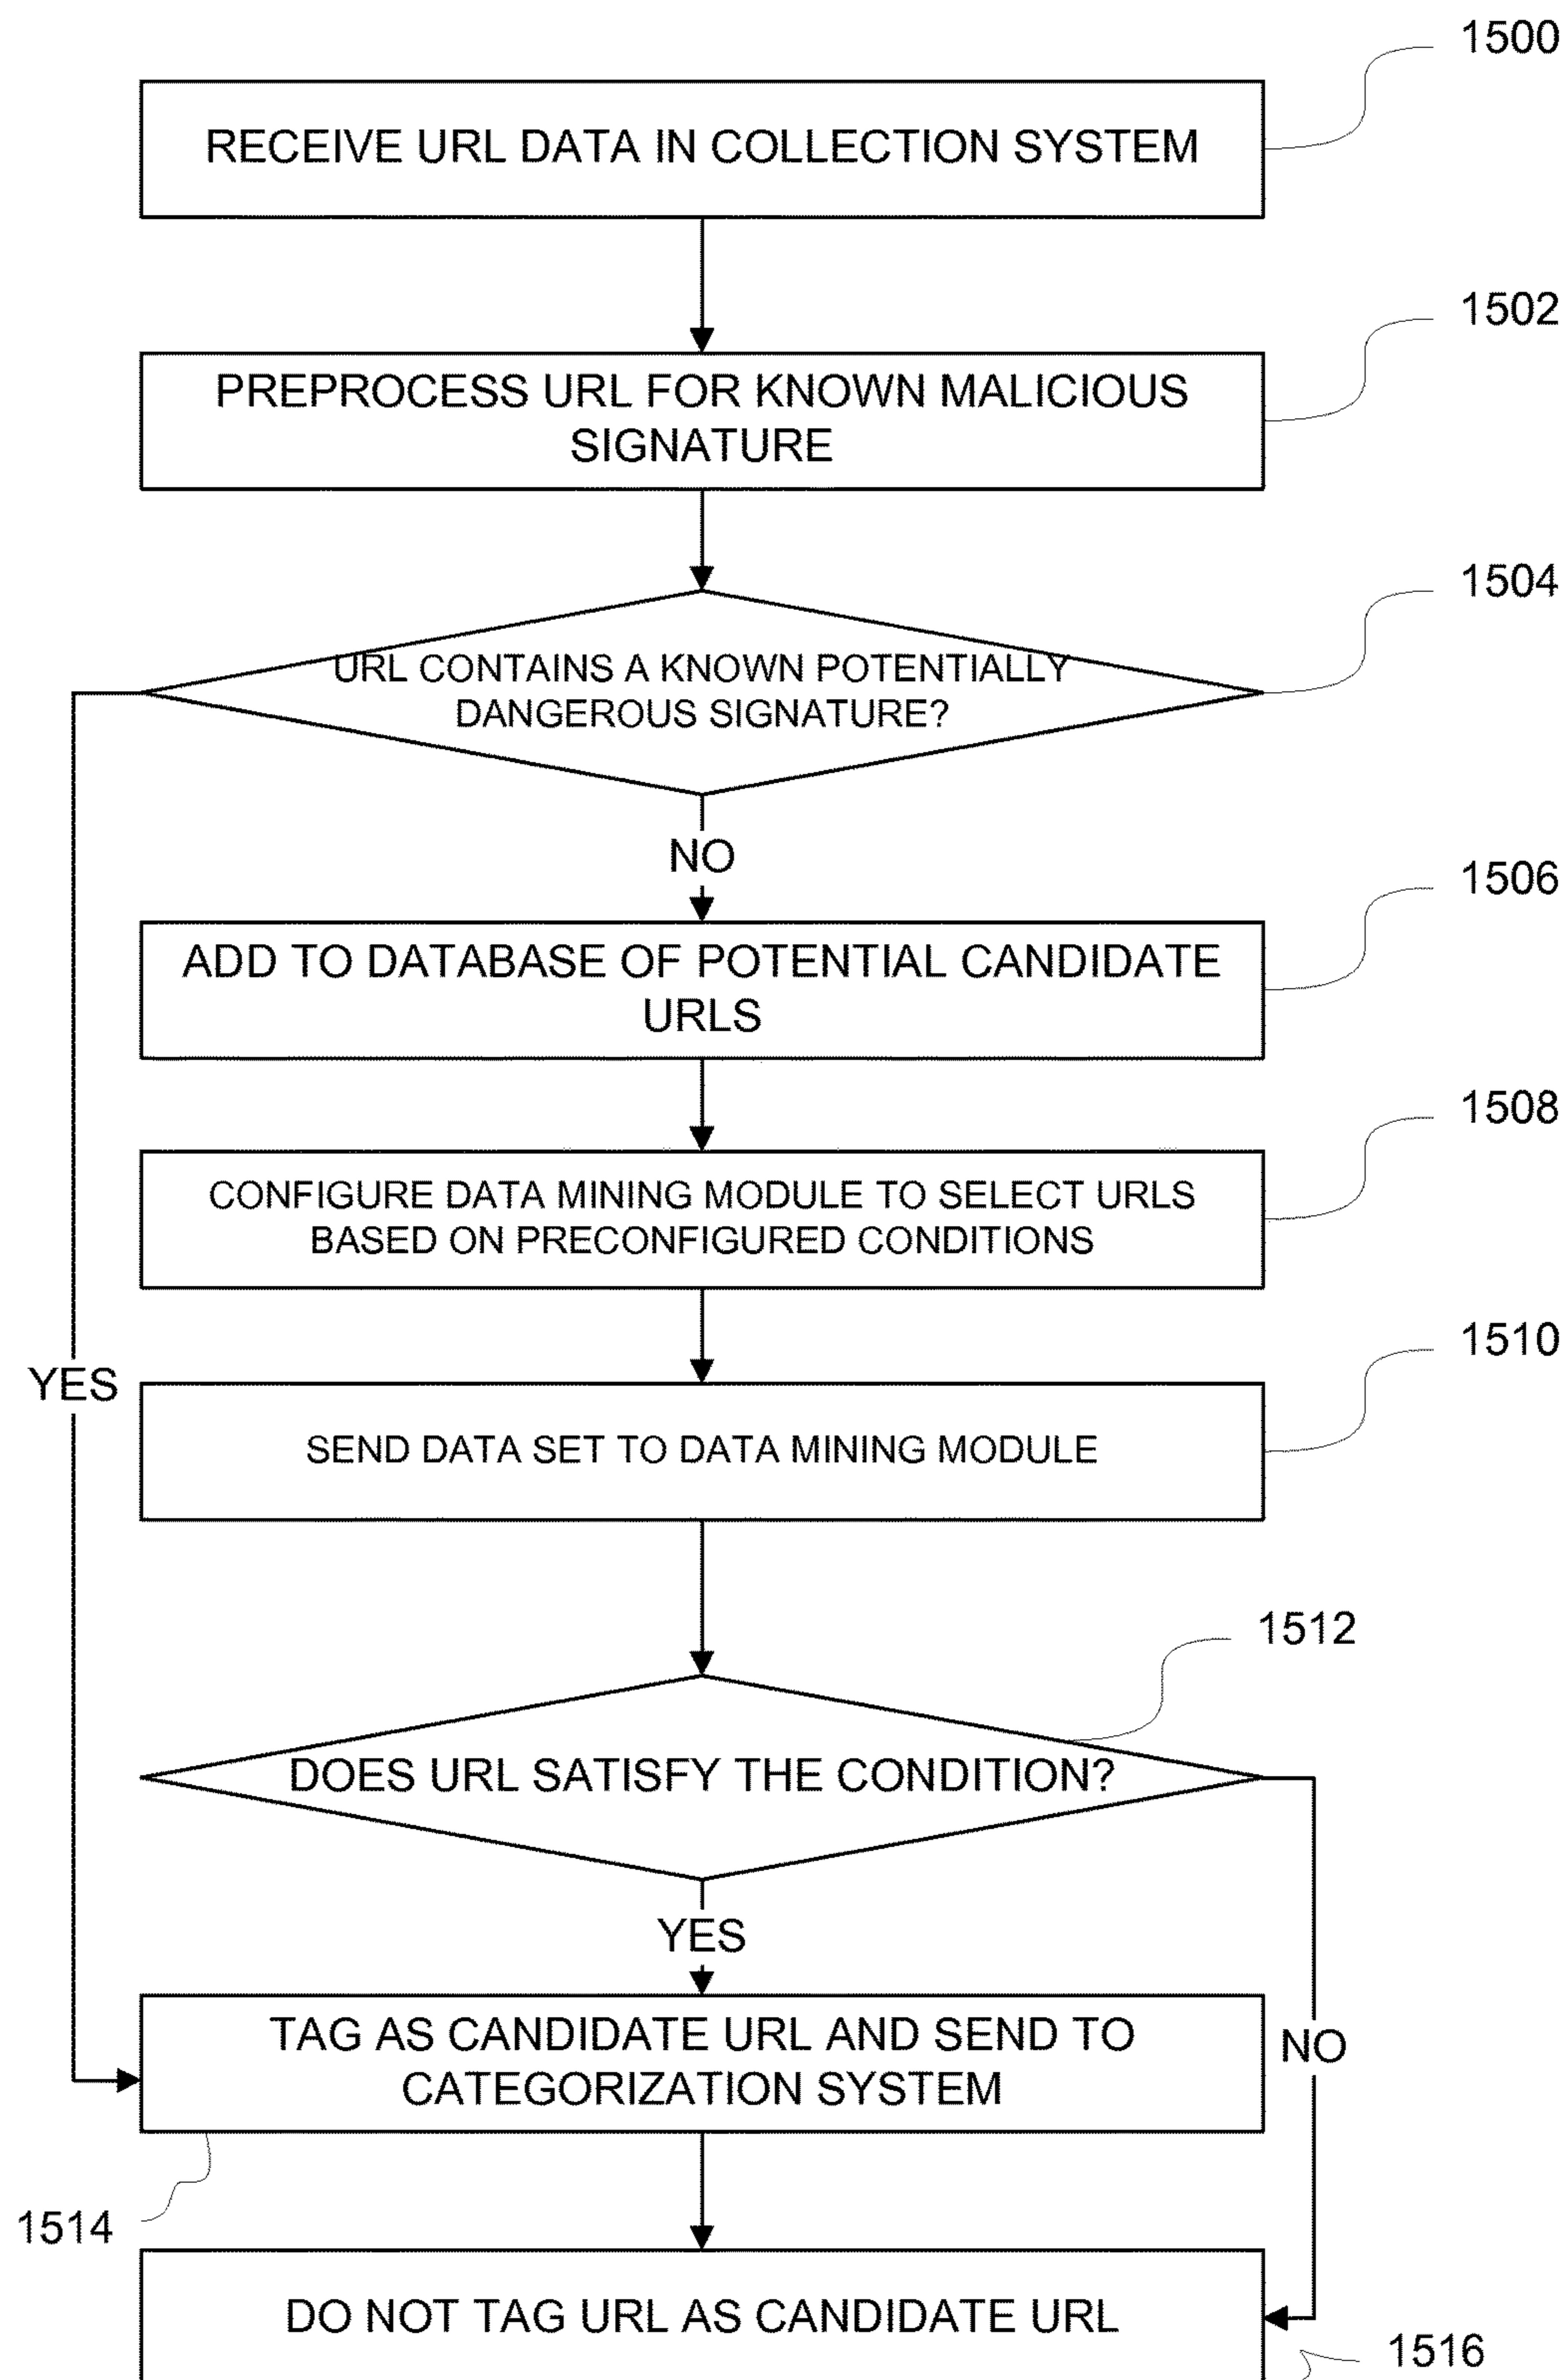 1500
RECEIVE URL DATA IN COLLECTION SYSTEM
1502
PREPROCESS URL FOR KNOWN MALICIOUS
SIGNATURE
1504
URL CONTAINS A KNOWN POTENTIALLY
DANGEROUS SIGNATURE?
NO
1506
ADD TO DATABASE OF POTENTIAL CANDIDATE
URLS
1508
CONFIGURE DATA MINING MODULE TO SELECT URLS
BASED ON PRECONFIGURED CONDITIONS
1510
YES
SEND DATA SET TO DATA MINING MODULE
1512
DOES URL SATISFY THE CONDITION?
YES
TAG AS CANDIDATE URL AND SEND TO
CATEGORIZATION SYSTEM
NO
1514
DO NOT TAG URL AS CANDIDATE URL
1516